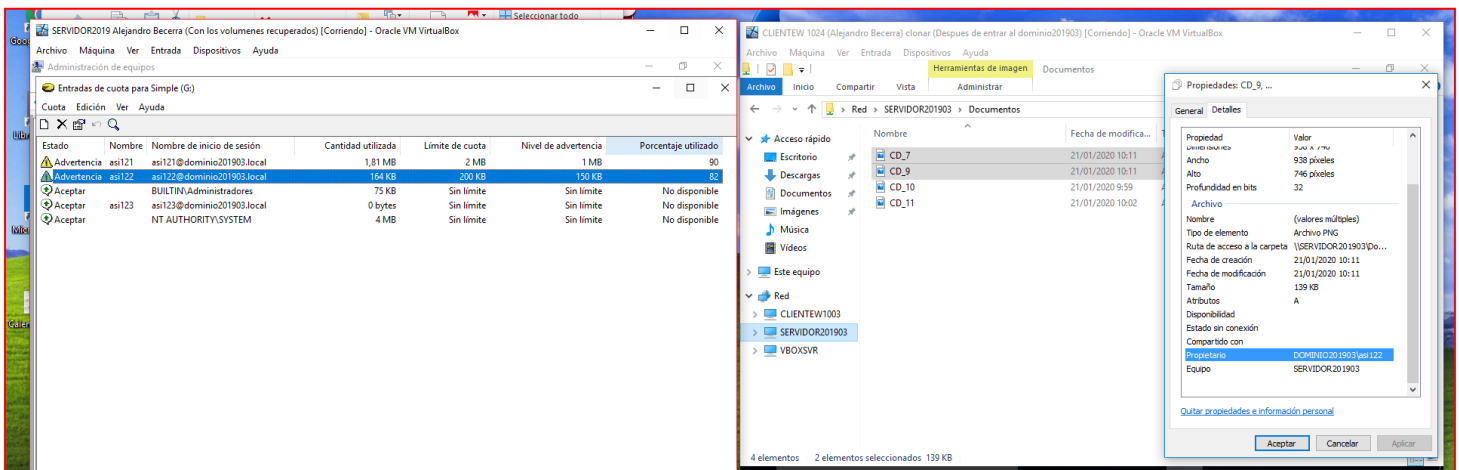 Seleccionar todo
SERVIDOR2019 Alejandro Becerra (Con los volumenes recuperados) [Corriendo] - Oracle VM VirtualBox
Archivo Máquina Ver Entrada Dispositivos Ayuda
Administración de equipos
Entradas de cuota para Simple (G:)
Cuota Edición Ver Ayuda
Estado Nombre Nombre de inicio de sesión Cantidad utilizada Límite de cuota Nivel de advertencia Porcentaje utilizado
Advertencia asi121 asi121@dominio201903.local 1,81 MB 2 MB 1 MB 90
Advertencia asi122 asi122@dominio201903.local 164 KB 200 KB 150 KB 82
Aceptar BUILTIN\Administradores 75 KB Sin límite Sin límite No disponible
Aceptar asi123 asi123@dominio201903.local 0 bytes Sin límite Sin límite No disponible
Aceptar NT AUTHORITY\SYSTEM 4 MB Sin límite Sin límite No disponible
CLIENTEW 1024 (Alejandro Becerra) clonar (Despues de entrar al dominio201903) [Corriendo] - Oracle VM VirtualBox
Archivo Máquina Ver Entrada Dispositivos Ayuda
Herramientas de imagen Documentos
Archivo Inicio Compartir Vista Administrar
Red > SERVIDOR201903 > Documentos
Nombre Fecha de modifica...
Acceso rápido
Escritorio
Descargas
Documentos
Imágenes
Música
Vídeos
Este equipo
Red
CLIENTEW1003
SERVIDOR201903
VBOXSVR
CD_7 21/01/2020 10:11
CD_9 21/01/2020 10:11
CD_10 21/01/2020 9:59
CD_11 21/01/2020 10:02
4 elementos 2 elementos seleccionados 139 KB
Propiedades: CD_9, ...
General Detalles
Propiedad Valor
Dimensiones 938 x 746
Ancho 938 píxeles
Alto 746 píxeles
Profundidad en bits 32
Archivo
Nombre (valores múltiples)
Tipo de elemento Archivo PNG
Ruta de acceso a la carpeta \\SERVIDOR201903\Do...
Fecha de creación 21/01/2020 10:11
Fecha de modificación 21/01/2020 10:11
Tamaño 139 KB
Atributos A
Disponibilidad
Estado sin conexión
Compartido con
Propietario DOMINIO201903\asi122
Equipo SERVIDOR201903
Quitar propiedades e información personal
Aceptar Cancelar Aplicar